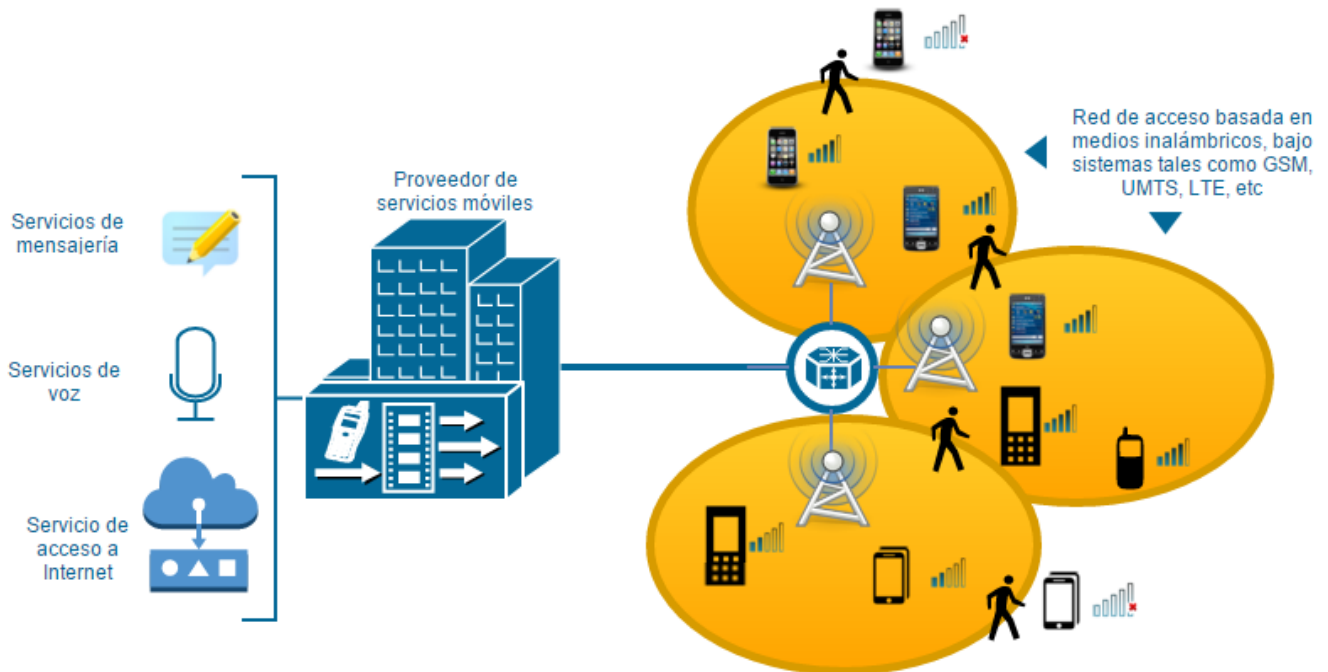 Servicios de
mensajería
Servicios de
voz
Servicio de
acceso a
Internet
Proveedor de
servicios móviles
Red de acceso basada en
medios inalámbricos, bajo
sistemas tales como GSM,
UMTS, LTE, etc